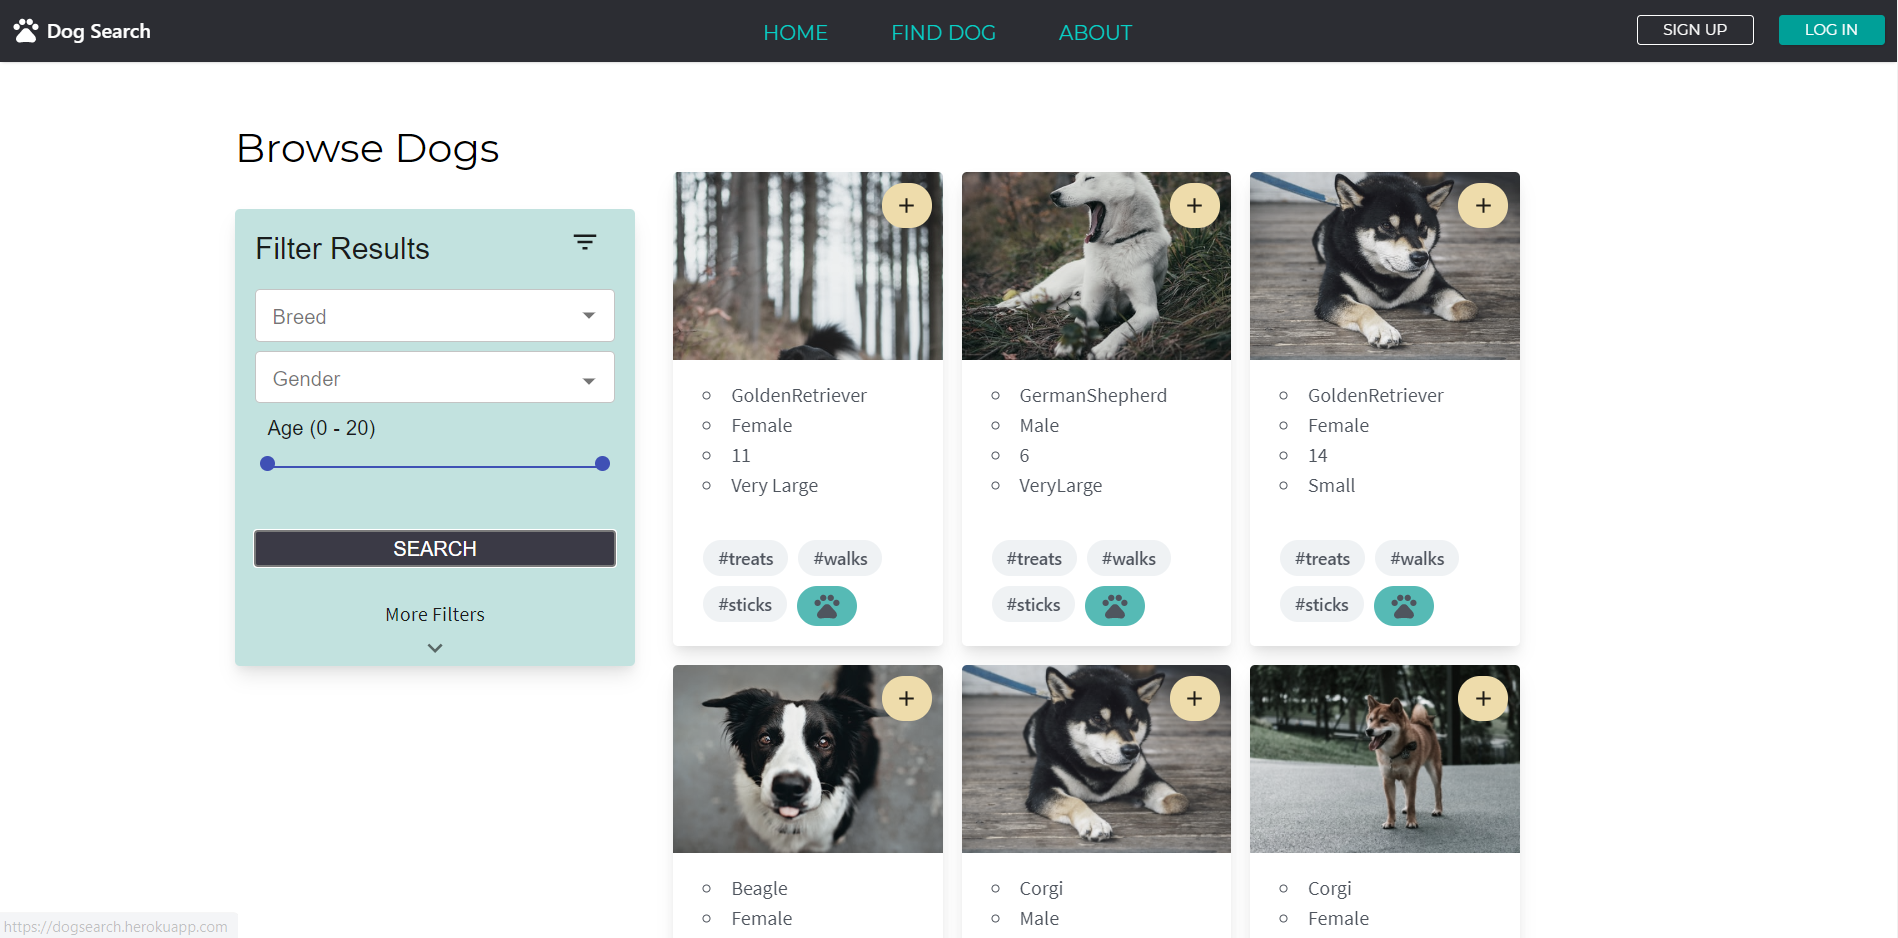 Dog Search
HOME FIND DOG ABOUT
SIGN UP LOG IN
Browse Dogs
Filter Results
Breed
Gender
Age (0 - 20)
SEARCH
More Filters
GoldenRetriever
Female
11
Very Large
#treats #walks
#sticks
GermanShepherd
Male
6
VeryLarge
#treats #walks
#sticks
GoldenRetriever
Female
14
Small
#treats #walks
#sticks
Beagle
Female
Corgi
Male
Corgi
Female
https://dogsearch.herokuapp.com